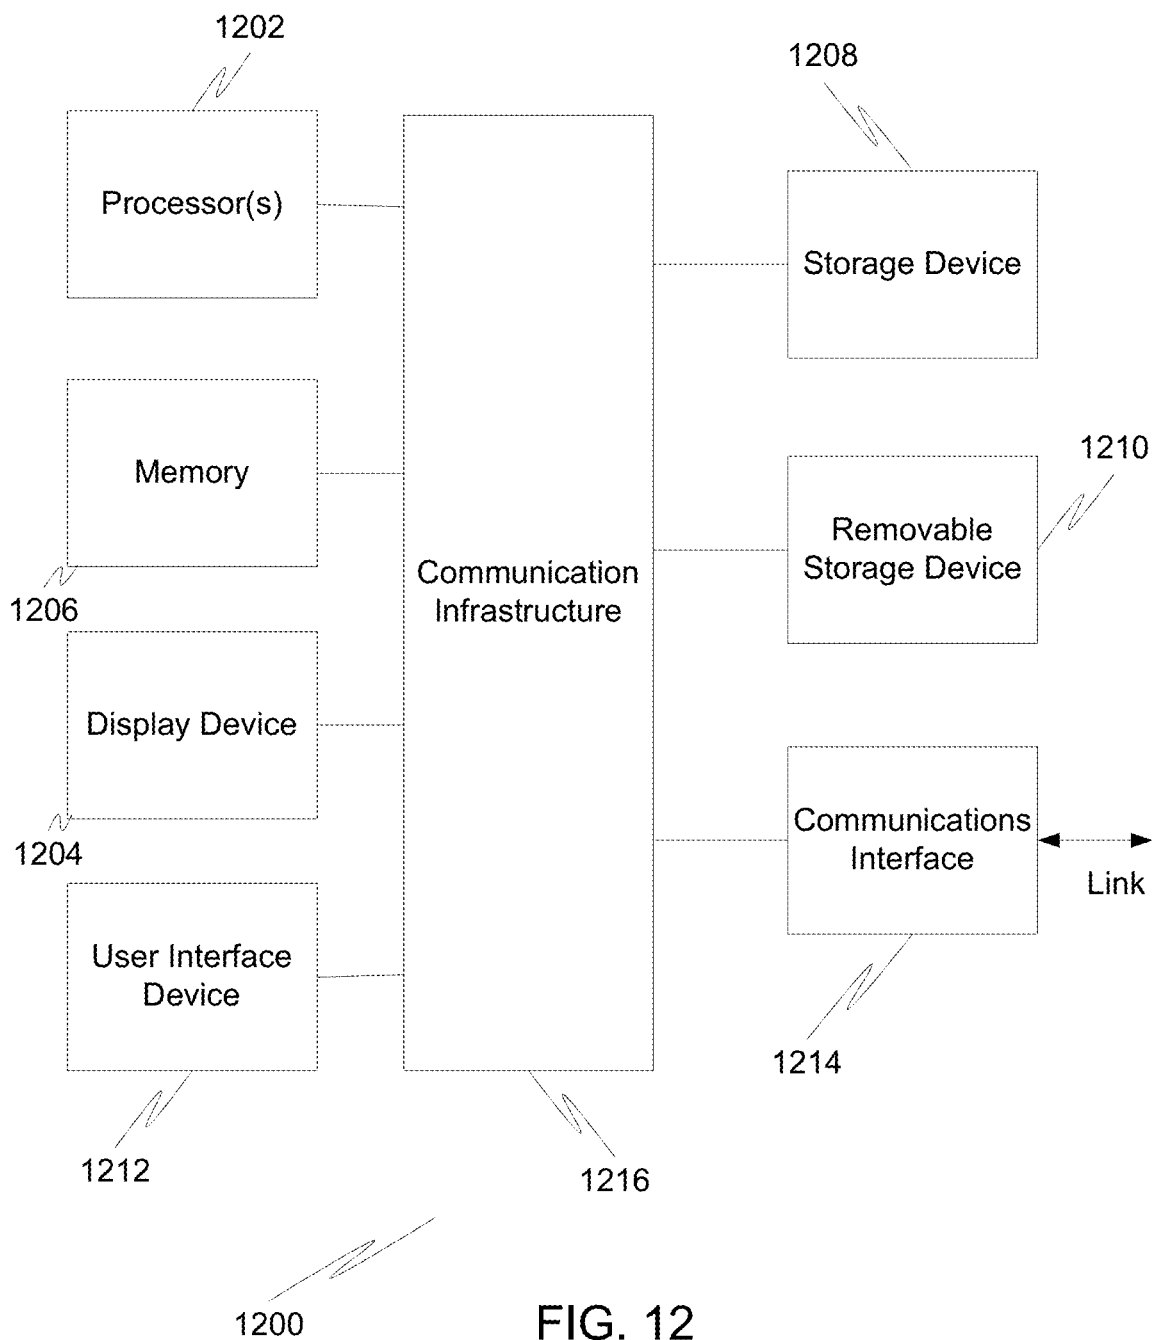 1202
1208
Processor(s)
Storage Device
1210
Memory
Removable
Storage Device
Communication
Infrastructure
1206
Display Device
Communications
Interface
1204
Link
User Interface
Device
1214
1212
1216
1200
FIG. 12